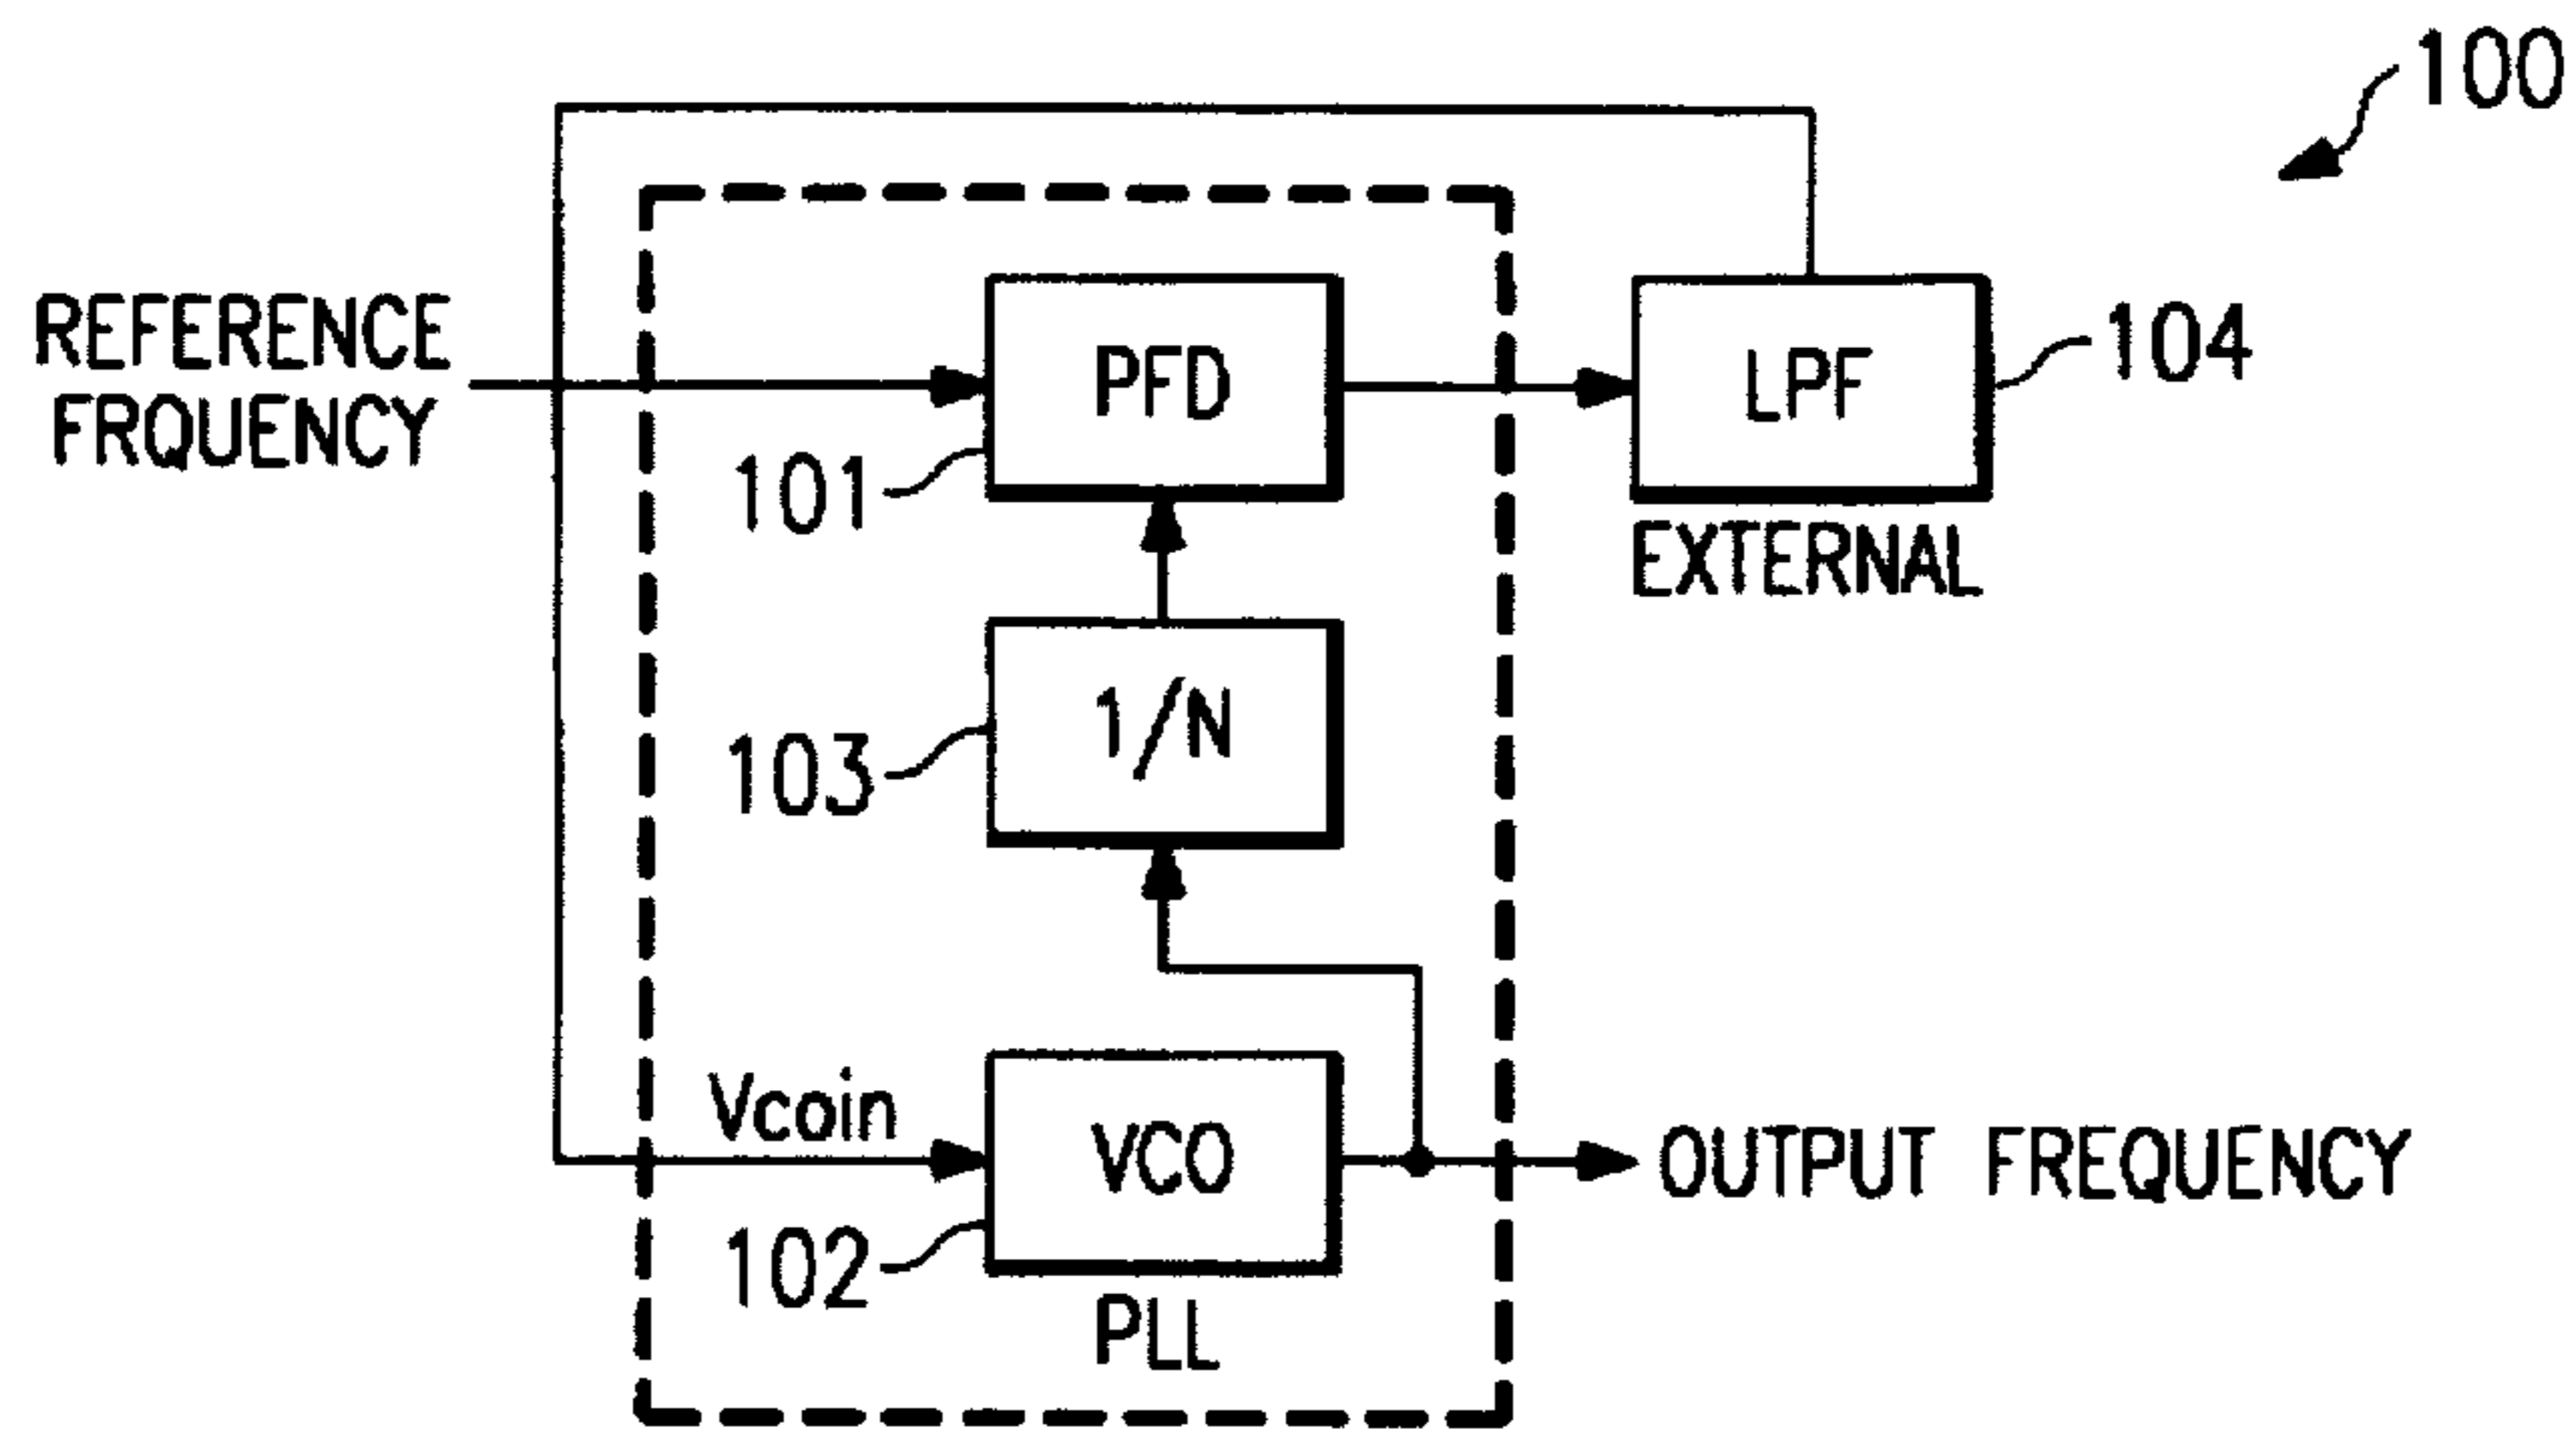 100
REFERENCE
FRQUENCY
PFD
LPF
104
101
EXTERNAL
1/N
103
Vcoin
VCO
OUTPUT FREQUENCY
102
PLL